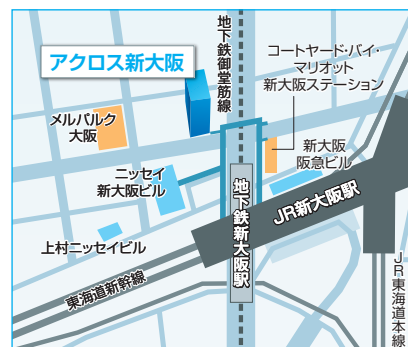 アクロス新大阪
地下鉄御堂筋線
コートヤード・バイ・
マリオット
新大阪ステーション
メルパルク
大阪
ニッセイ
新大阪ビル
新大阪
阪急ビル
地下鉄新大阪駅
JR新大阪駅
上村ニッセイビル
東海道新幹線
JR東海道本線